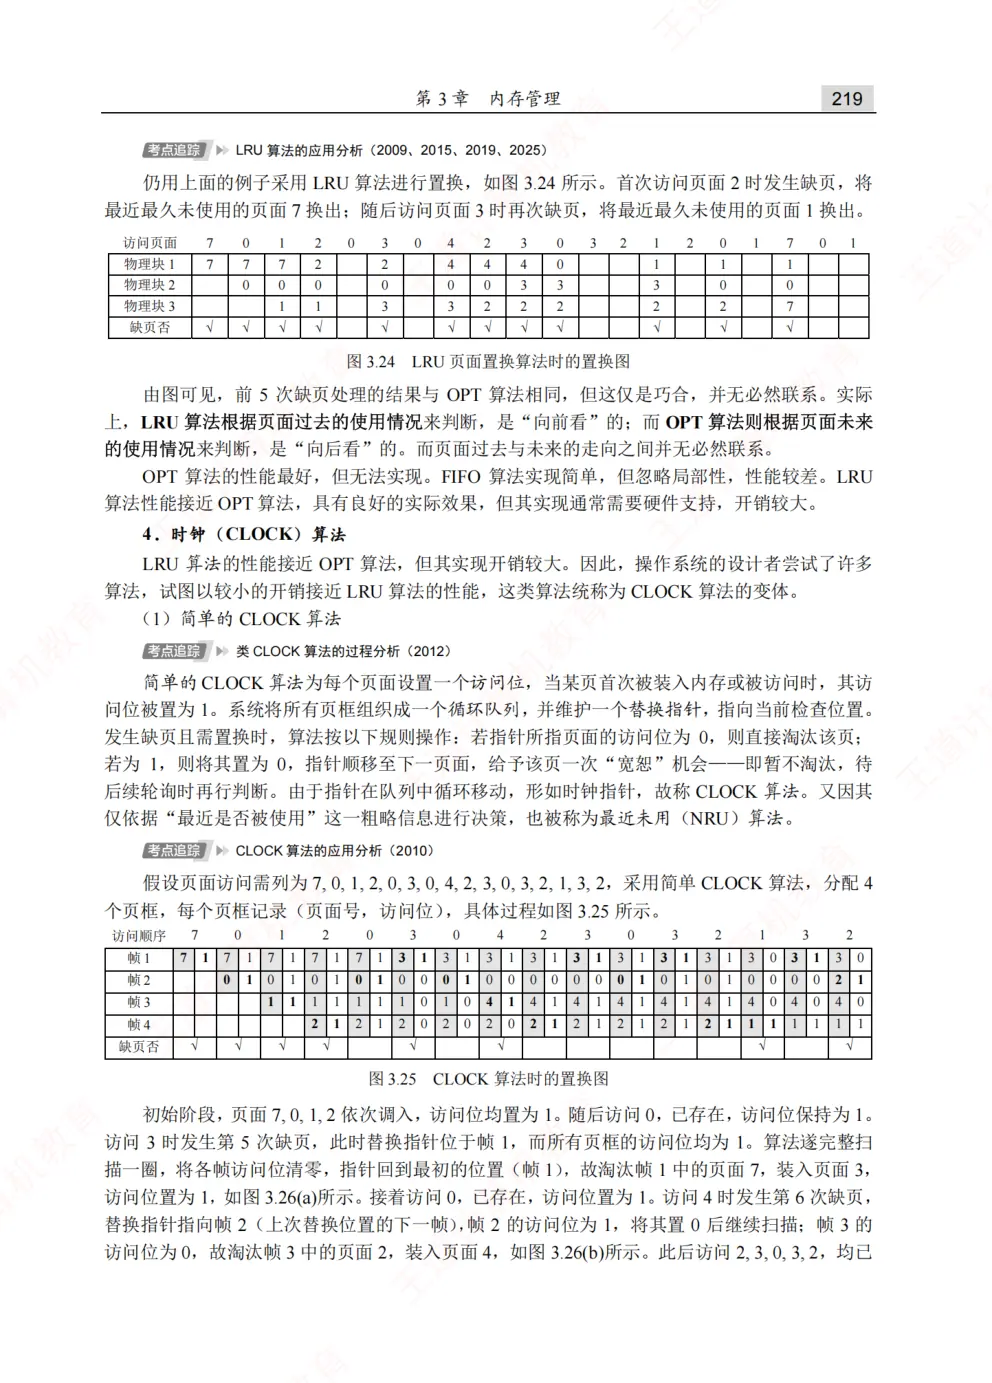 第 3 章　内存管理　219
考点追踪 LRU 算法的应用分析（2009、2015、2019、2025）
仍用上面的例子采用 LRU 算法进行置换，如图 3.24 所示。首次访问页面 2 时发生缺页，将
最近最久未使用的页面 7 换出；随后访问页面 3 时再次缺页，将最近最久未使用的页面 1 换出。
访问页面 7 0 1 2 0 3 0 4 2 3 0 3 2 1 2 0 1 7 0 1
物理块 1 7 7 7 2 2 4 4 4 0 1 1 1
物理块 2 0 0 0 0 0 0 3 3 3 0 0
物理块 3 1 1 3 3 2 2 2 2 2 7
缺页否 √ √ √ √ √ √ √ √ √ √ √ √
图 3.24　LRU 页面置换算法时的置换图
由图可见，前 5 次缺页处理的结果与 OPT 算法相同，但这仅是巧合，并无必然联系。实际
上，LRU 算法根据页面过去的使用情况来判断，是“向前看”的；而 OPT 算法则根据页面未来
的使用情况来判断，是“向后看”的。而页面过去与未来的走向之间并无必然联系。
OPT 算法的性能最好，但无法实现。FIFO 算法实现简单，但忽略局部性，性能较差。LRU
算法性能接近 OPT 算法，具有良好的实际效果，但其实现通常需要硬件支持，开销较大。
4．时钟（CLOCK）算法
LRU 算法的性能接近 OPT 算法，但其实现开销较大。因此，操作系统的设计者尝试了许多
算法，试图以较小的开销接近 LRU 算法的性能，这类算法统称为 CLOCK 算法的变体。
（1）简单的 CLOCK 算法
考点追踪 类 CLOCK 算法的过程分析（2012）
简单的 CLOCK 算法为每个页面设置一个访问位，当某页首次被装入内存或被访问时，其访
问位被置为 1。系统将所有页框组织成一个循环队列，并维护一个替换指针，指向当前检查位置。
发生缺页且需置换时，算法按以下规则操作：若指针所指页面的访问位为 0，则直接淘汰该页；
若为 1，则将其置为 0，指针顺移至下一页面，给予该页一次“宽恕”机会——即暂不淘汰，待
后续轮询时再行判断。由于指针在队列中循环移动，形如时钟指针，故称 CLOCK 算法。又因其
仅依据“最近是否被使用”这一粗略信息进行决策，也被称为最近未用（NRU）算法。
考点追踪 CLOCK 算法的应用分析（2010）
假设页面访问需列为 7, 0, 1, 2, 0, 3, 0, 4, 2, 3, 0, 3, 2, 1, 3, 2，采用简单 CLOCK 算法，分配 4
个页框，每个页框记录（页面号，访问位），具体过程如图 3.25 所示。
访问顺序 7 0 1 2 0 3 0 4 2 3 0 3 2 1 3 2
帧 1 7 1 7 1 7 1 7 1 7 1 3 1 3 1 3 1 3 1 3 1 3 1 3 1 3 1 3 0 3 1 3 0
帧 2 0 1 0 1 0 1 0 1 0 0 0 1 0 0 0 0 0 0 0 1 0 1 0 1 0 0 0 0 2 1
帧 3 1 1 1 1 1 1 1 0 1 0 4 1 4 1 4 1 4 1 4 1 4 1 4 0 4 0 4 0
帧 4 2 1 2 1 2 0 2 0 2 0 2 1 2 1 2 1 2 1 2 1 1 1 1 1 1 1
缺页否 √ √ √ √ √ √ √ √
图 3.25　CLOCK 算法时的置换图
初始阶段，页面 7, 0, 1, 2 依次调入，访问位均置为 1。随后访问 0，已存在，访问位保持为 1。
访问 3 时发生第 5 次缺页，此时替换指针位于帧 1，而所有页框的访问位均为 1。算法遂完整扫
描一圈，将各帧访问位清零，指针回到最初的位置（帧 1），故淘汰帧 1 中的页面 7，装入页面 3，
访问位置为 1，如图 3.26(a)所示。接着访问 0，已存在，访问位置为 1。访问 4 时发生第 6 次缺页，
替换指针指向帧 2（上次替换位置的下一帧），帧 2 的访问位为 1，将其置 0 后继续扫描；帧 3 的
访问位为 0，故淘汰帧 3 中的页面 2，装入页面 4，如图 3.26(b)所示。此后访问 2, 3, 0, 3, 2，均已